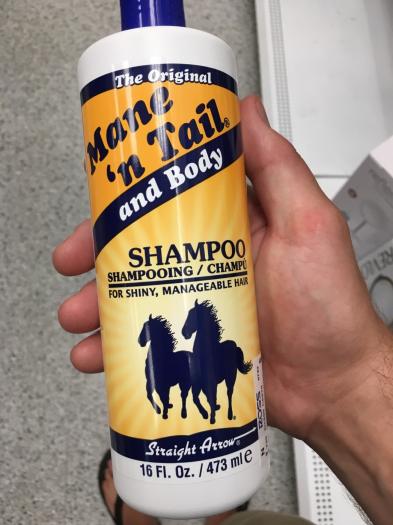 The Original
Mane
'n Tail®
and Body
SHAMPOO
SHAMPOOING / CHAMPÚ
FOR SHINY, MANAGEABLE HAIR
Straight Arrow®
16 Fl. Oz. / 473 ml e